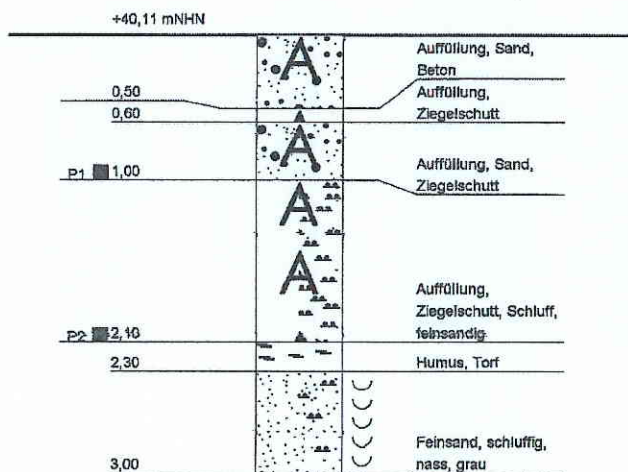 +40,11 mNHN
A
Auffüllung, Sand,
Beton
0,50
Auffüllung,
Ziegelschutt
0,60
A
A
Auffüllung, Sand,
Ziegelschutt
P1 1,00
A
A
Auffüllung,
Ziegelschutt, Schluff,
feinsandig
P2 2,10
Humus, Torf
2,30
Feinsand, schluffig,
nass, grau
3,00